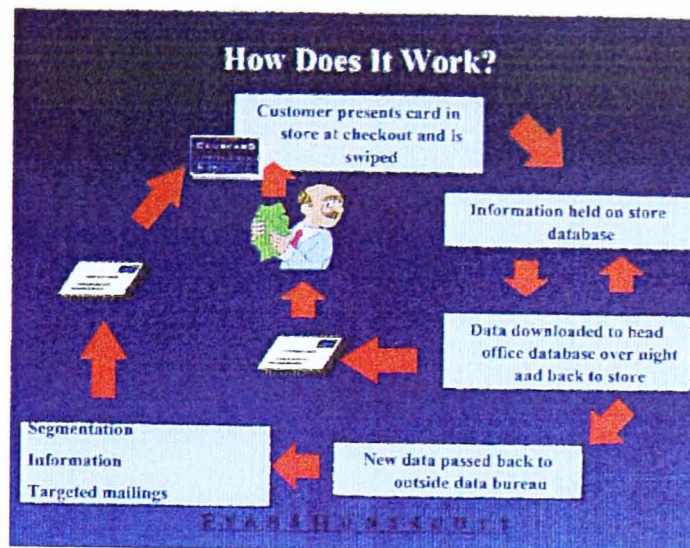 How Does It Work?
Customer presents card in
store at checkout and is
swiped
CLUBCARD
Information held on store
database
Data downloaded to head
office database over night
and back to store
New data passed back to
outside data bureau
Segmentation
Information
Targeted mailings